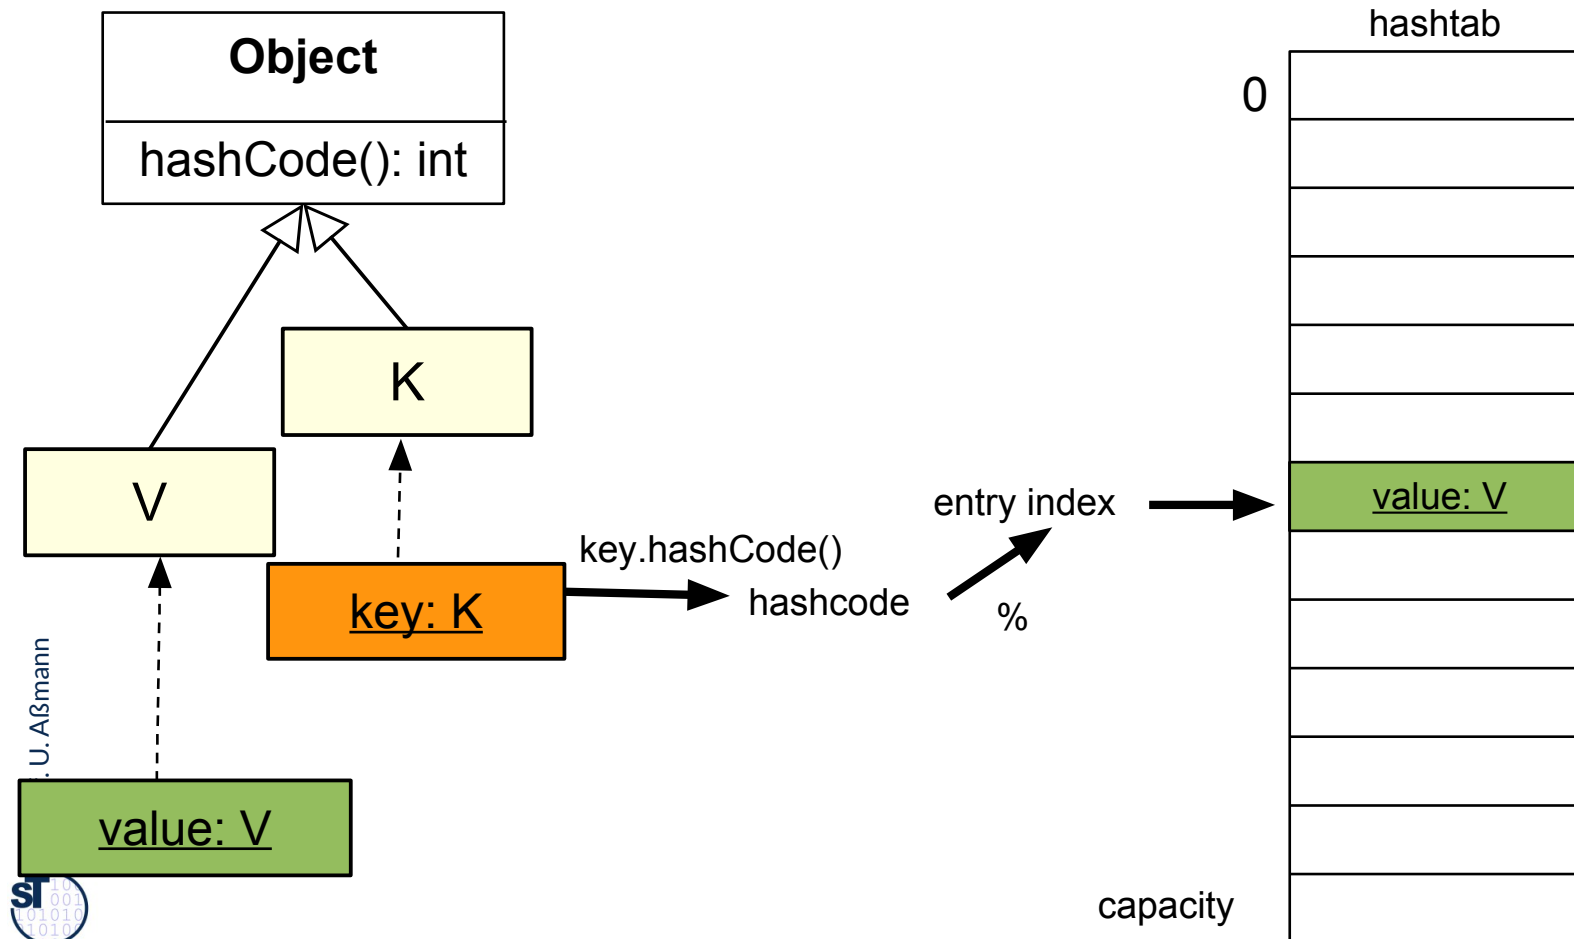 hashtab
Object
0
hashCode(): int
K
V
entry index
value: V
key.hashCode()
key: K
hashcode
%
. U. Aßmann
value: V
ST
capacity